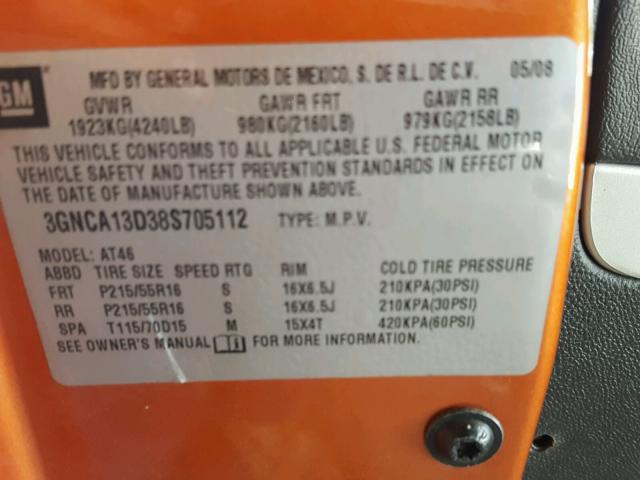 GM
MFD BY GENERAL MOTORS DE MEXICO, S. DE R.L. DE C.V. 05/08
GVWR GAWR FRT GAWR RR
1923KG(4240LB) 980KG(2160LB) 979KG(2158LB)
THIS VEHICLE CONFORMS TO ALL APPLICABLE U.S. FEDERAL MOTOR
VEHICLE SAFETY AND THEFT PREVENTION STANDARDS IN EFFECT ON
THE DATE OF MANUFACTURE SHOWN ABOVE.
3GNCA13D38S705112 TYPE: M.P.V.
MODEL: AT46
ABBD TIRE SIZE SPEED RTG RIM COLD TIRE PRESSURE
FRT P215/55R16 S 16X6.5J 210KPA(30PSI)
RR P215/55R16 S 16X6.5J 210KPA(30PSI)
SPA T115/70D15 M 15X4T 420KPA(60PSI)
SEE OWNER'S MANUAL FOR MORE INFORMATION.